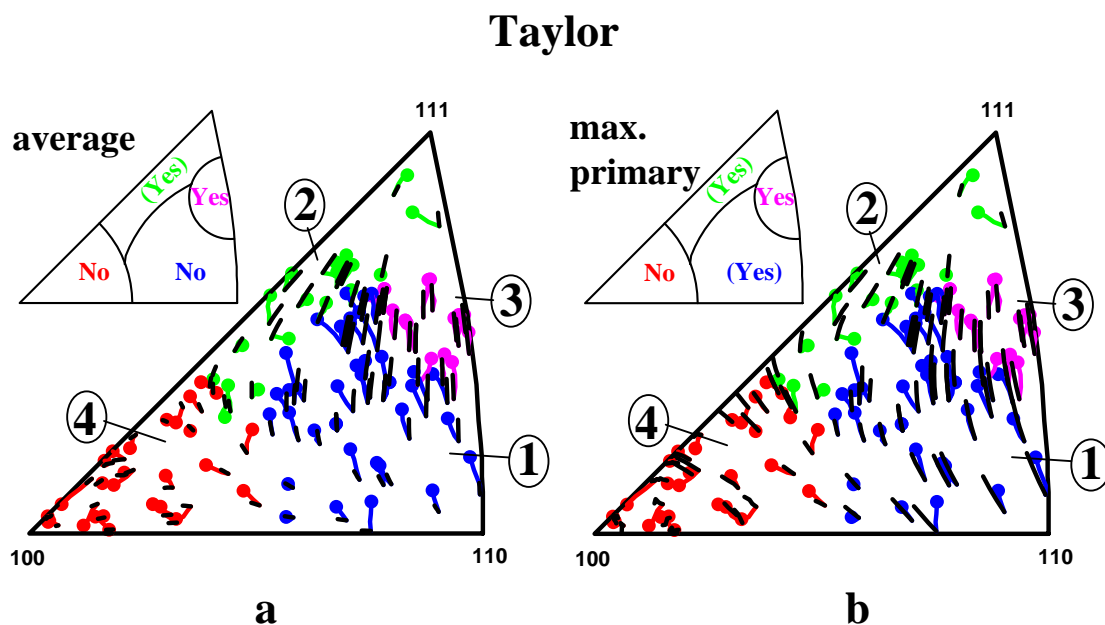 Taylor
average
(Yes)
Yes
No
No
111
2
3
4
1
100
110
a
max.
primary
(Yes)
Yes
No
(Yes)
111
2
3
4
1
100
110
b